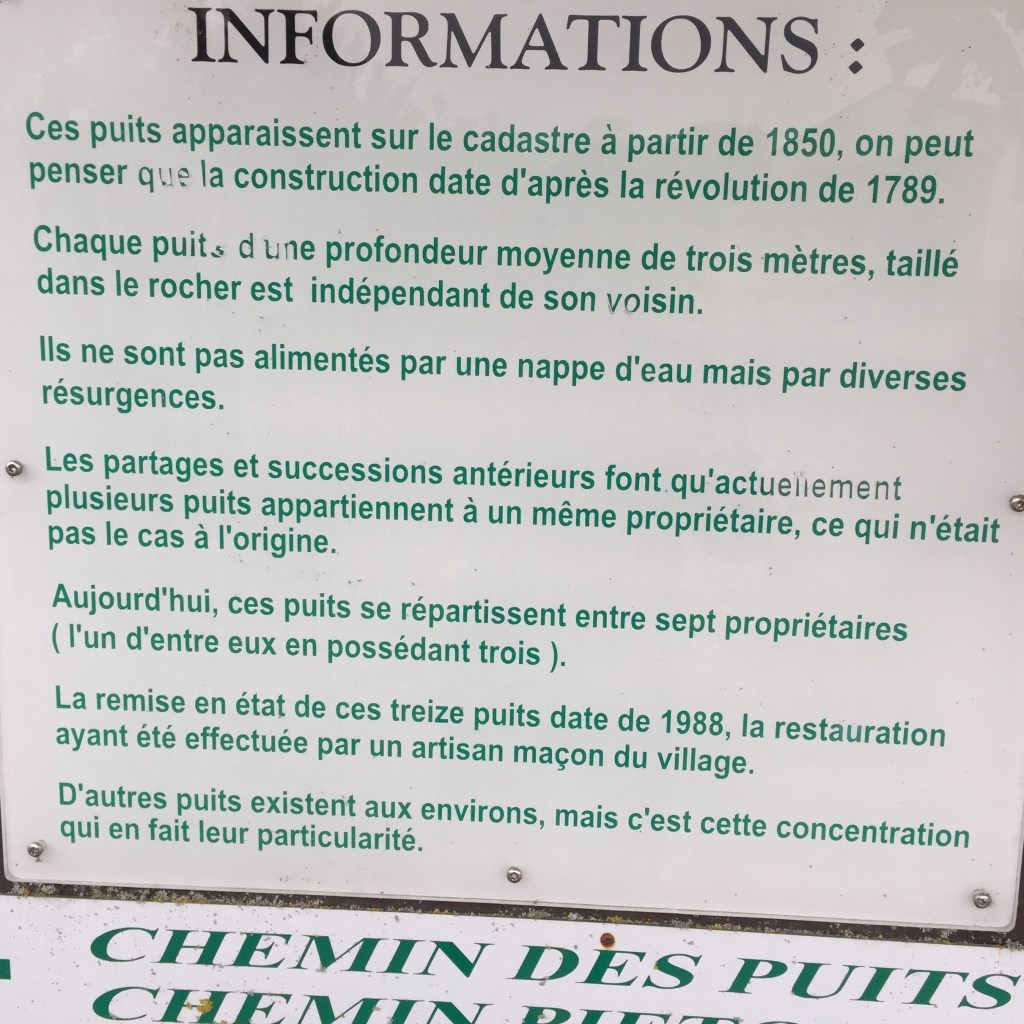 INFORMATIONS :
Ces puits apparaissent sur le cadastre à partir de 1850, on peut
penser que la construction date d'après la révolution de 1789.
Chaque puits d'une profondeur moyenne de trois mètres, taillé
dans le rocher est indépendant de son voisin.
Ils ne sont pas alimentés par une nappe d'eau mais par diverses
résurgences.
Les partages et successions antérieurs font qu'actuellement
plusieurs puits appartiennent à un même propriétaire, ce qui n'était
pas le cas à l'origine.
Aujourd'hui, ces puits se répartissent entre sept propriétaires
( l'un d'entre eux en possédant trois ).
La remise en état de ces treize puits date de 1988, la restauration
ayant été effectuée par un artisan maçon du village.
D'autres puits existent aux environs, mais c'est cette concentration
qui en fait leur particularité.
CHEMIN DES PUITS
CHEMIN